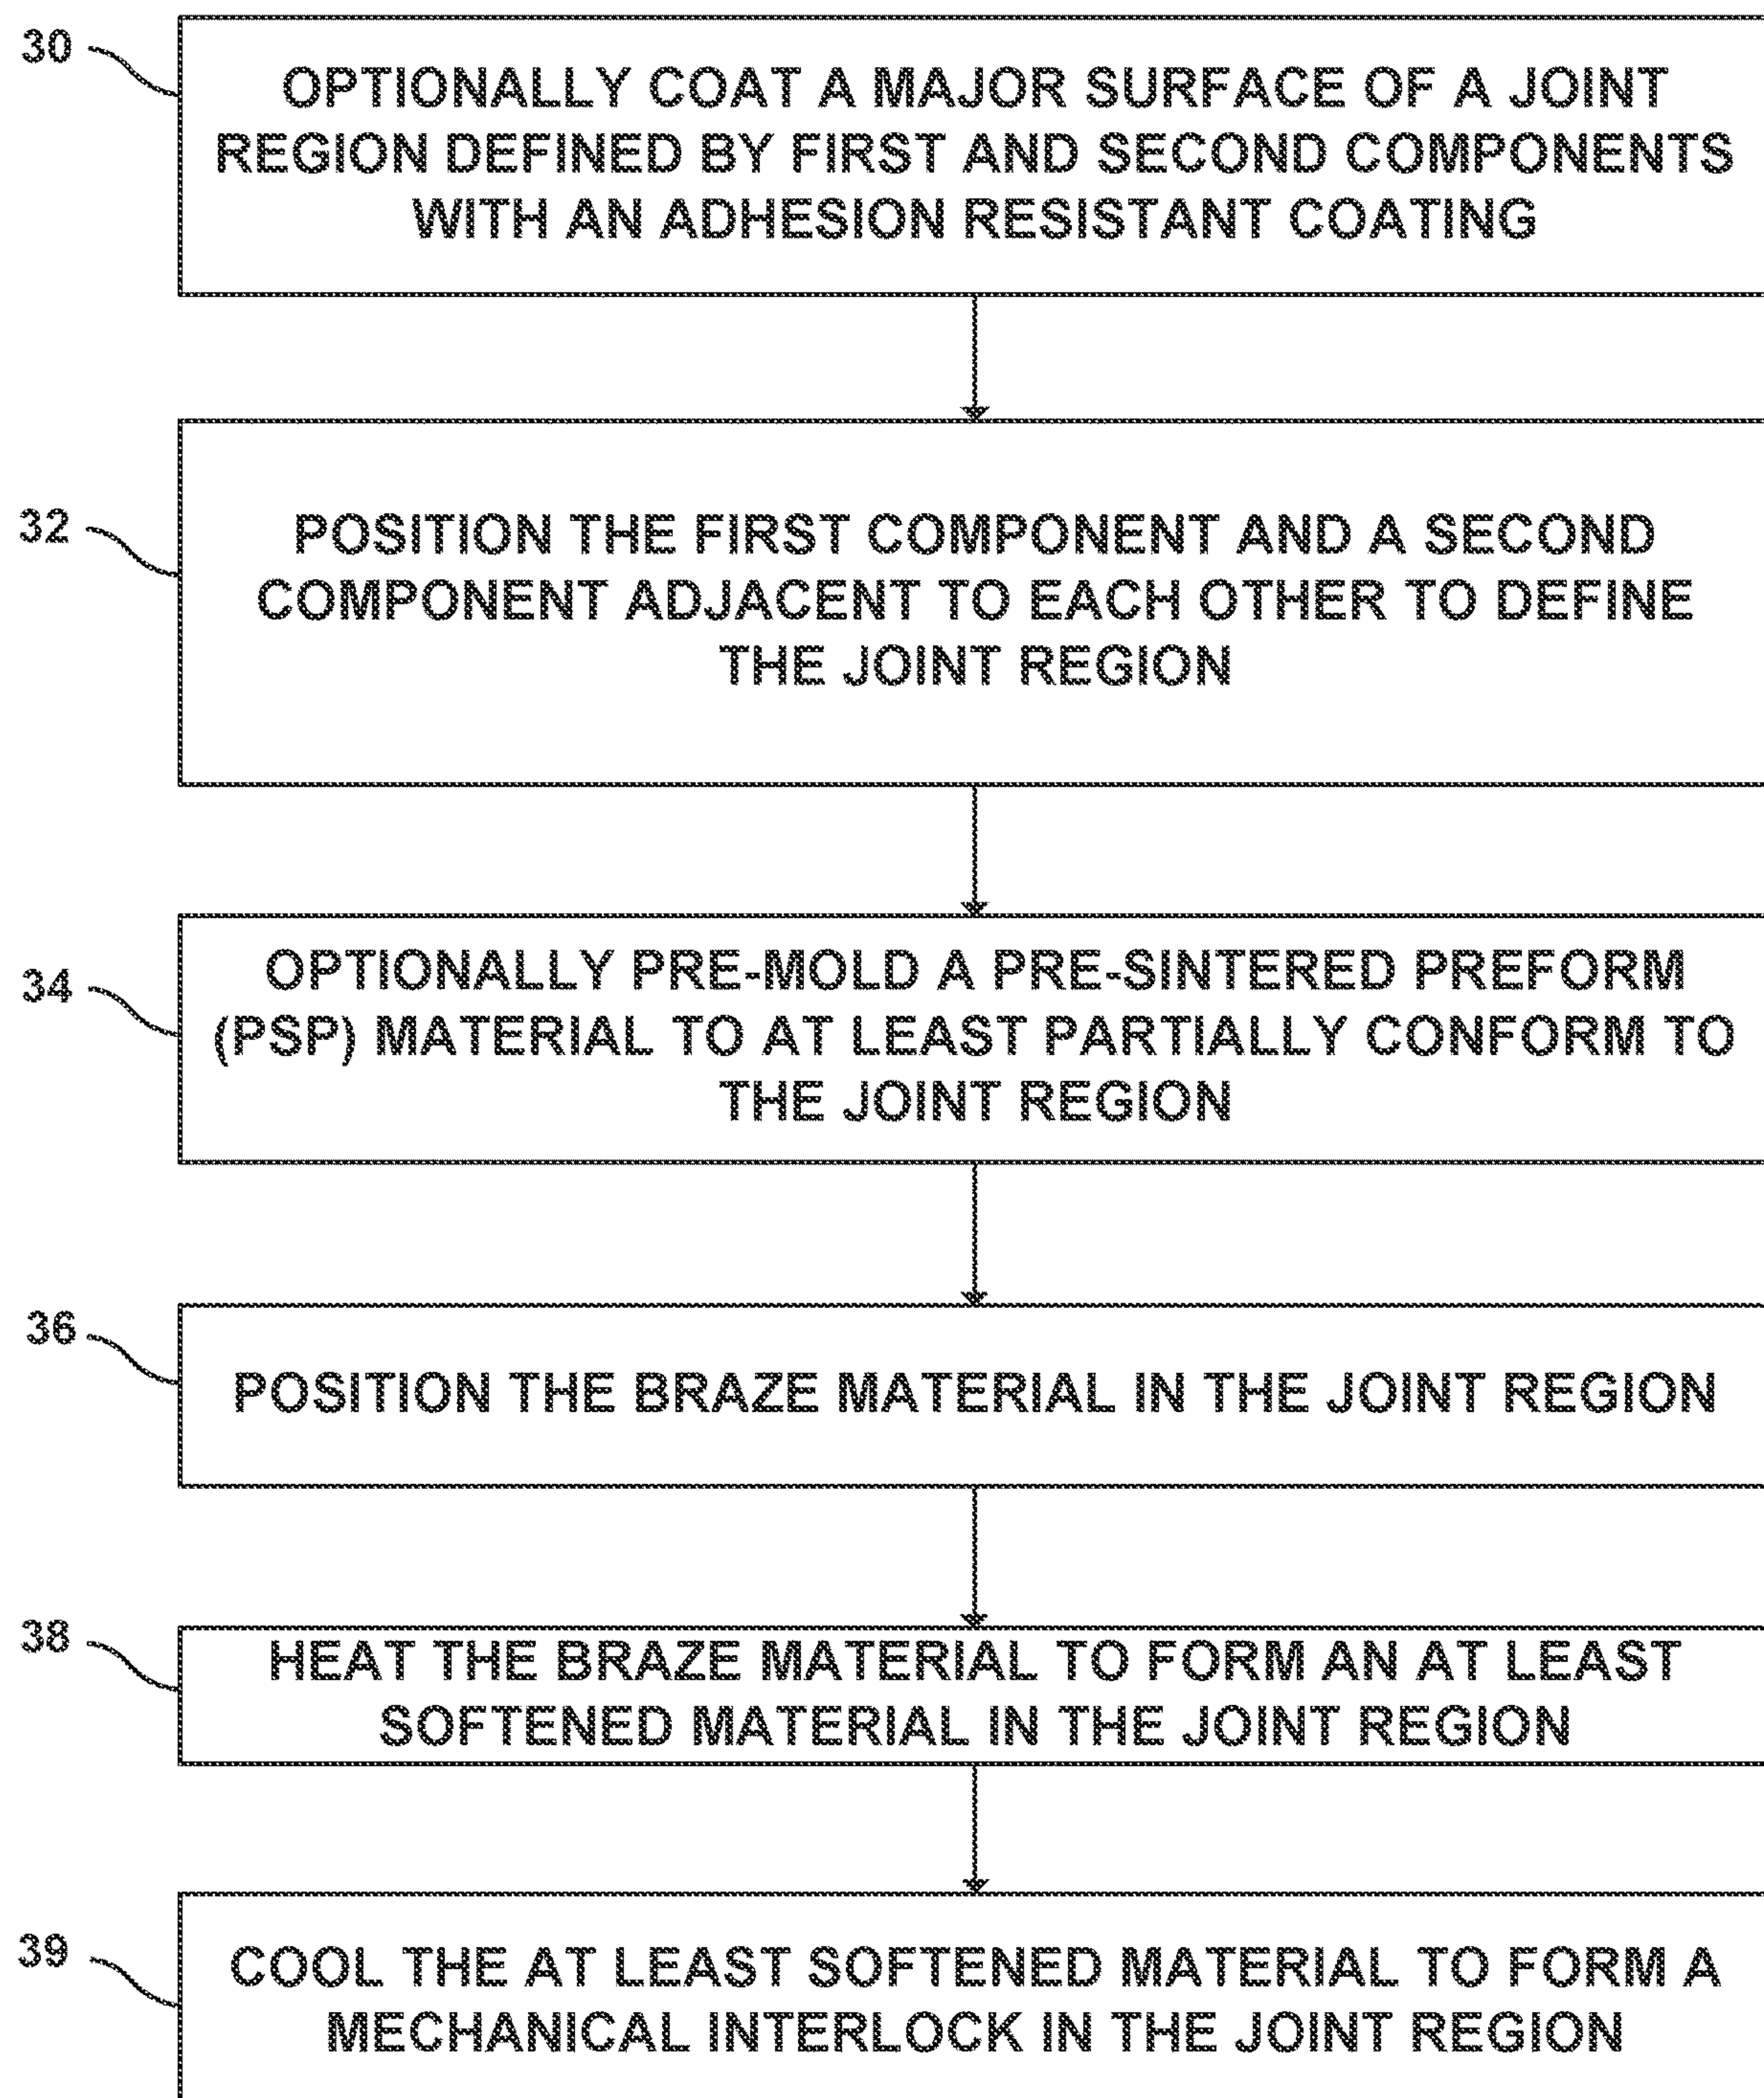 30
OPTIONALLY COAT A MAJOR SURFACE OF A JOINT
REGION DEFINED BY FIRST AND SECOND COMPONENTS
WITH AN ADHESION RESISTANT COATING
32
POSITION THE FIRST COMPONENT AND A SECOND
COMPONENT ADJACENT TO EACH OTHER TO DEFINE
THE JOINT REGION
34
OPTIONALLY PRE-MOLD A PRE-SINTERED PREFORM
(PSP) MATERIAL TO AT LEAST PARTIALLY CONFORM TO
THE JOINT REGION
36
POSITION THE BRAZE MATERIAL IN THE JOINT REGION
38
HEAT THE BRAZE MATERIAL TO FORM AN AT LEAST
SOFTENED MATERIAL IN THE JOINT REGION
39
COOL THE AT LEAST SOFTENED MATERIAL TO FORM A
MECHANICAL INTERLOCK IN THE JOINT REGION